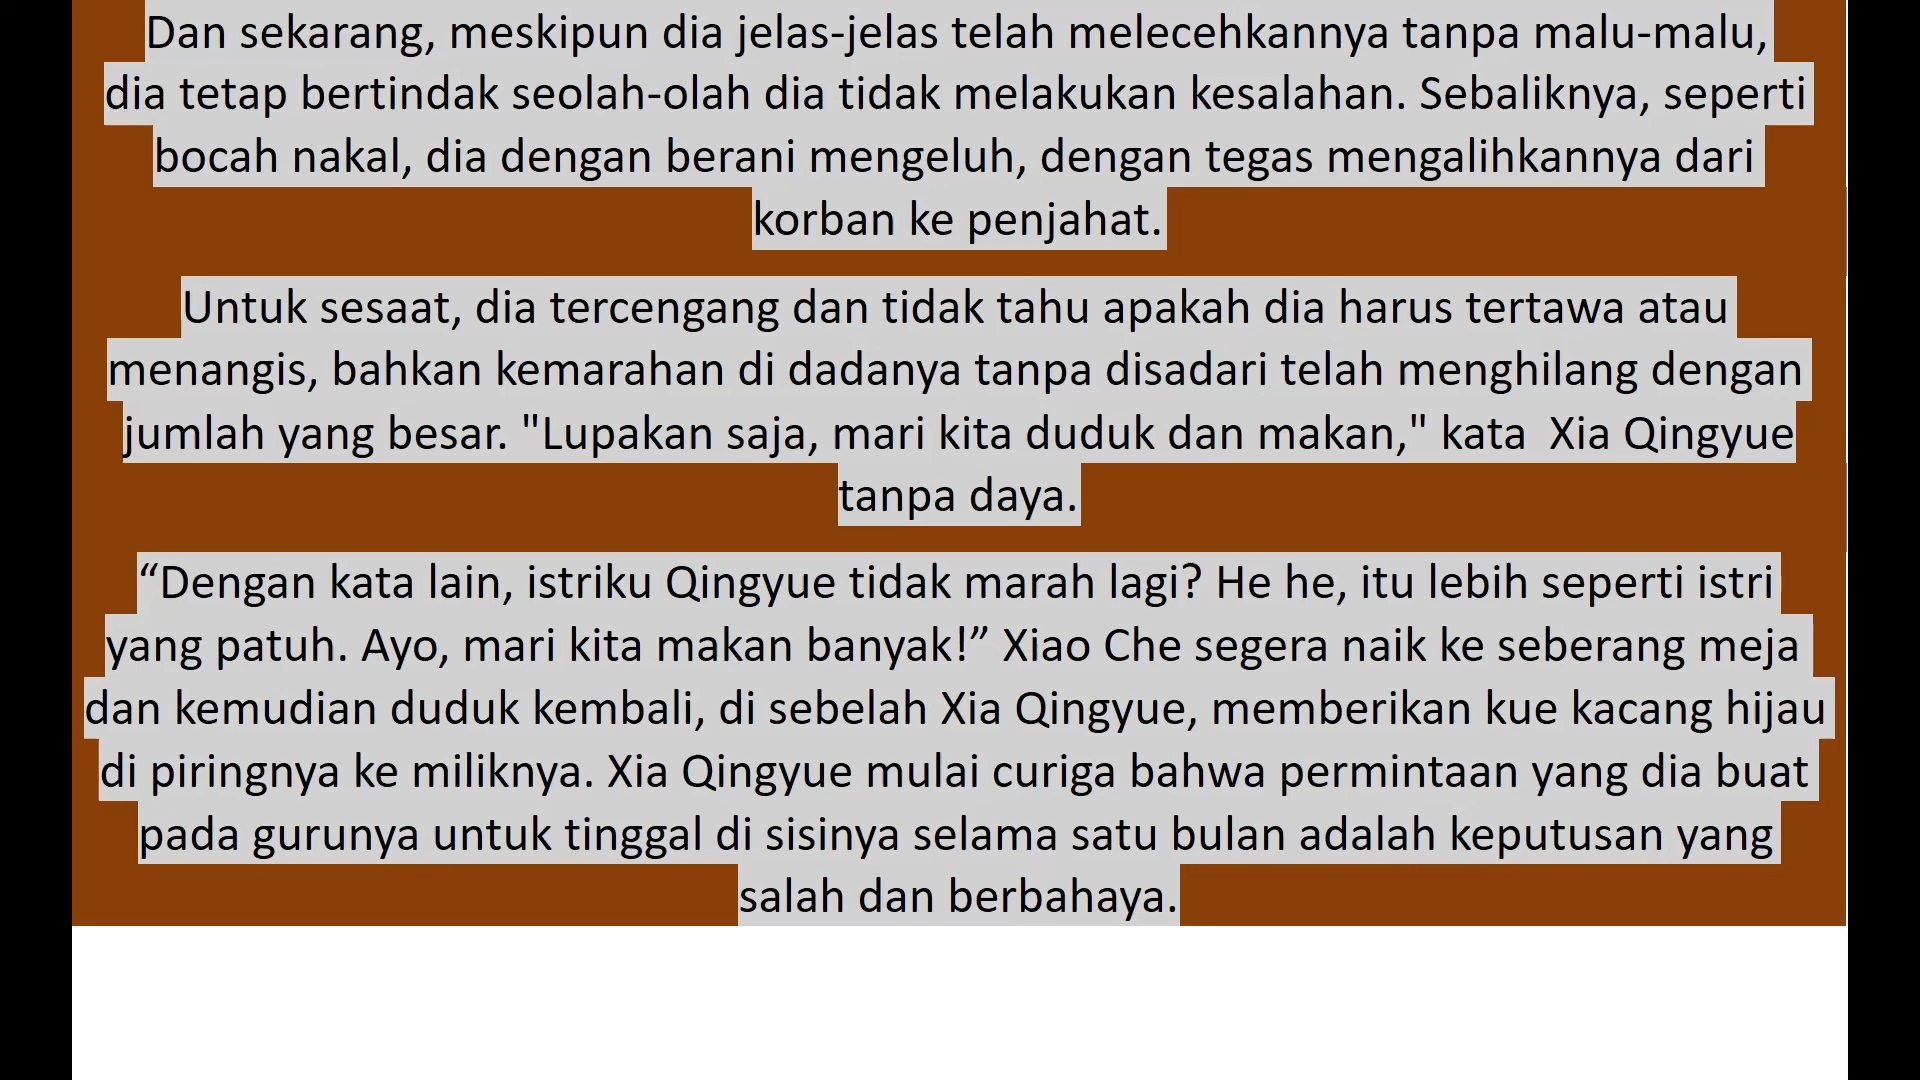 Dan sekarang, meskipun dia jelas-jelas telah melecehkannya tanpa malu-malu,
dia tetap bertindak seolah-olah dia tidak melakukan kesalahan. Sebaliknya, seperti
bocah nakal, dia dengan berani mengeluh, dengan tegas mengalihkannya dari
korban ke penjahat.
Untuk sesaat, dia tercengang dan tidak tahu apakah dia harus tertawa atau
menangis, bahkan kemarahan di dadanya tanpa disadari telah menghilang dengan
jumlah yang besar. "Lupakan saja, mari kita duduk dan makan," kata  Xia Qingyue
tanpa daya.
“Dengan kata lain, istriku Qingyue tidak marah lagi? He he, itu lebih seperti istri
yang patuh. Ayo, mari kita makan banyak!” Xiao Che segera naik ke seberang meja
dan kemudian duduk kembali, di sebelah Xia Qingyue, memberikan kue kacang hijau
di piringnya ke miliknya. Xia Qingyue mulai curiga bahwa permintaan yang dia buat
pada gurunya untuk tinggal di sisinya selama satu bulan adalah keputusan yang
salah dan berbahaya.